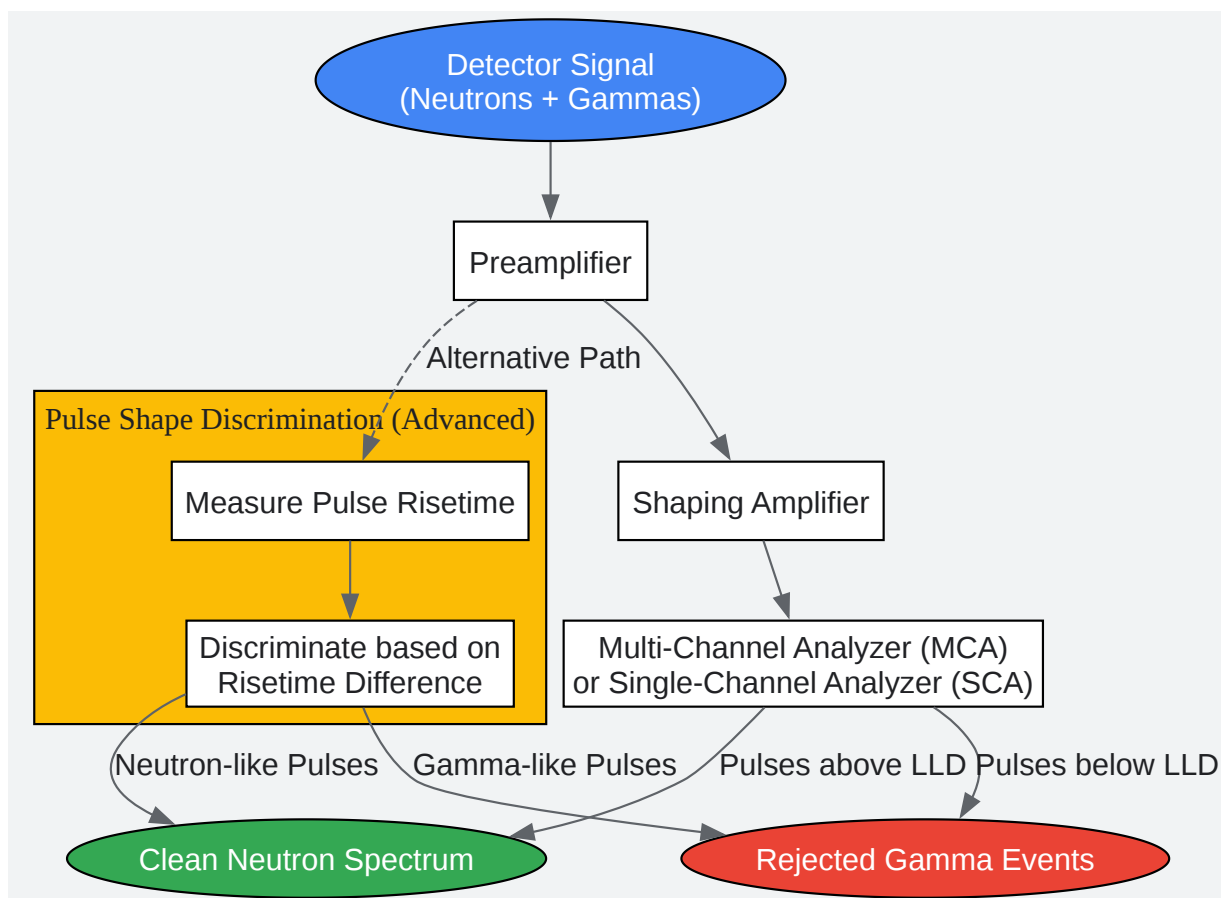 Detector Signal
(Neutrons + Gammas)
Preamplifier
Alternative Path
Pulse Shape Discrimination (Advanced)
Measure Pulse Risetime
Shaping Amplifier
Discriminate based on
Risetime Difference
Multi-Channel Analyzer (MCA)
or Single-Channel Analyzer (SCA)
Neutron-like Pulses
Gamma-like Pulses
Pulses above LLD
Pulses below LLD
Clean Neutron Spectrum
Rejected Gamma Events